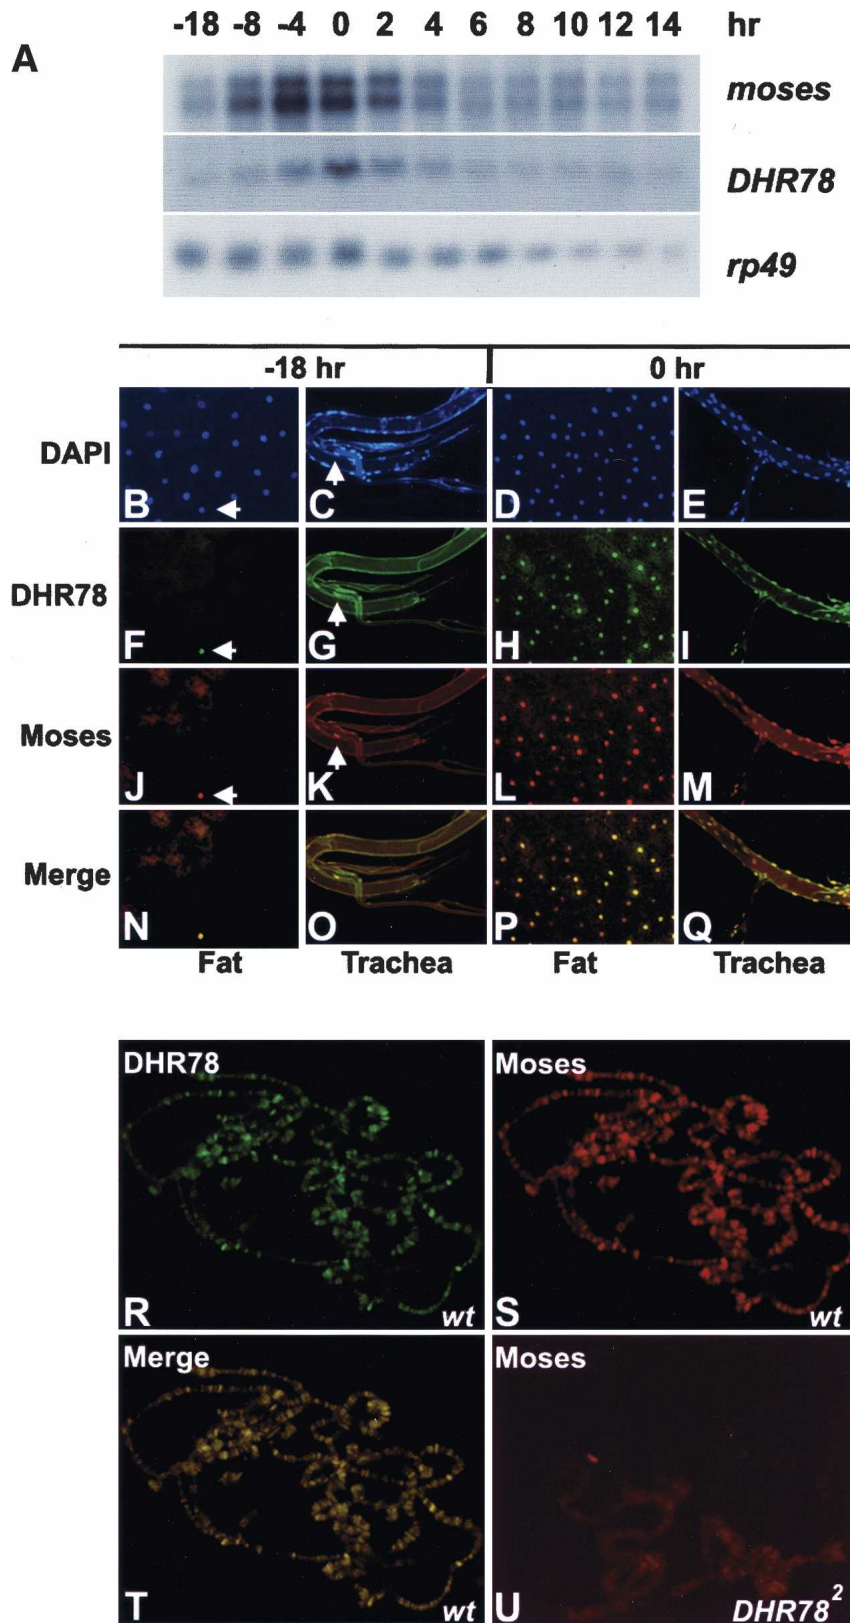 -18 -8 -4 0 2 4 6 8 10 12 14 hr
A
moses
DHR78
rp49
-18 hr 0 hr
DAPI
B C D E
DHR78
F G H I
Moses
J K L M
Merge
N O P Q
Fat Trachea Fat Trachea
DHR78 Moses
R wt S wt
Merge Moses
T wt U DHR78²